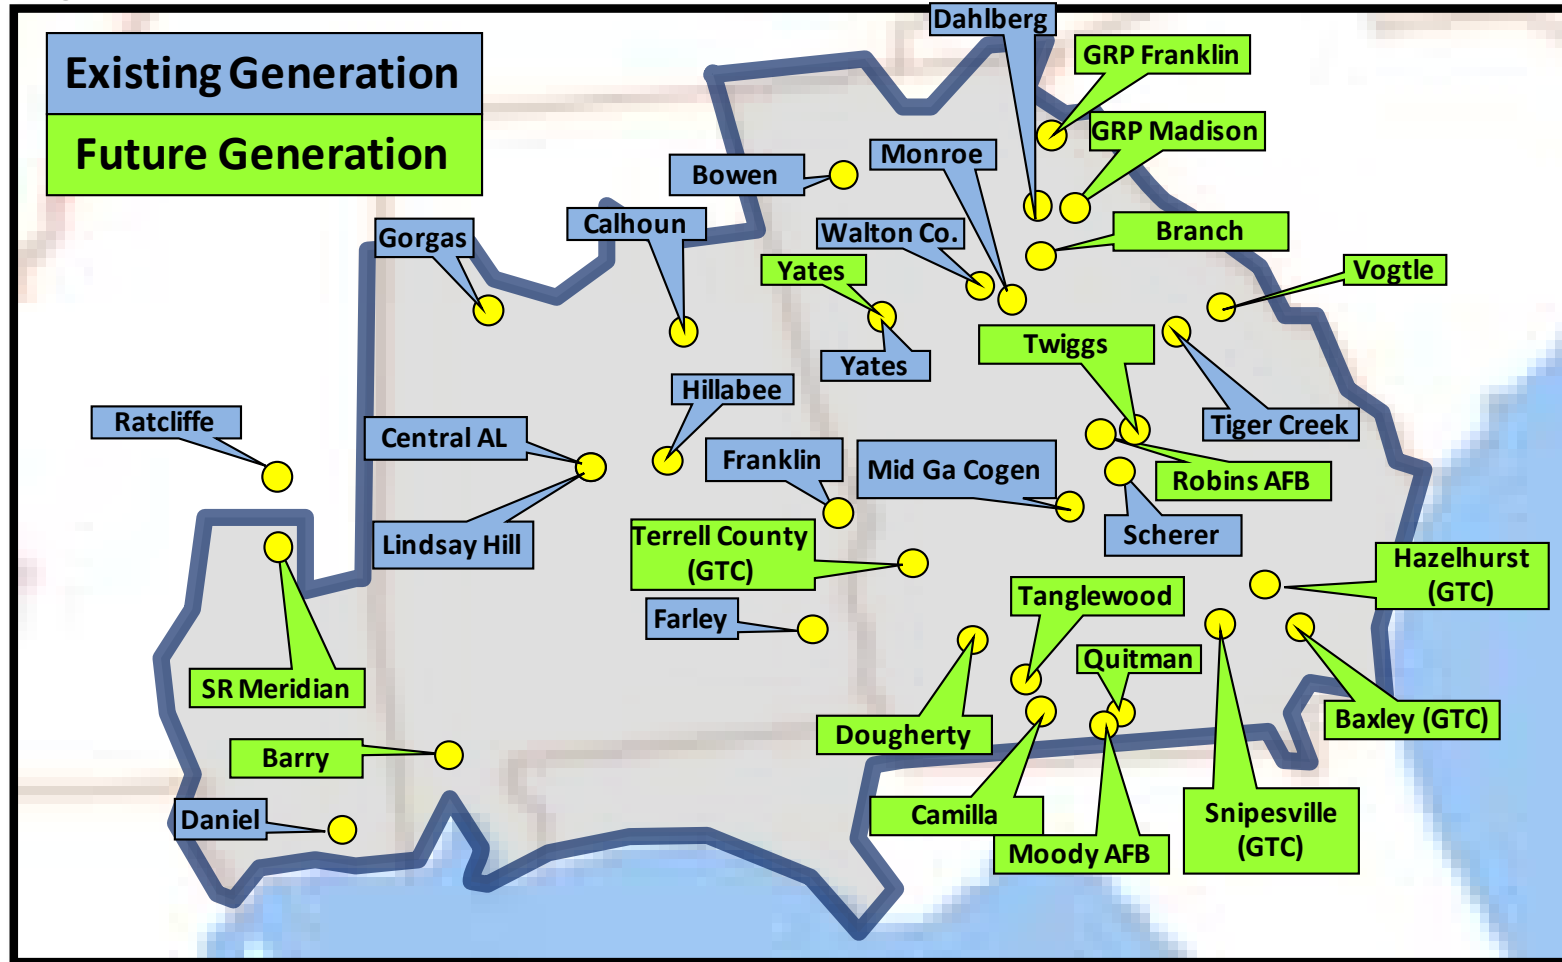 Dahlberg
Existing Generation
GRP Franklin
Future Generation
GRP Madison
Monroe
Bowen
Calhoun
Gorgas
Walton Co.
Branch
Yates
Vogtle
Twiggs
Yates
Hillabee
Ratcliffe
Central AL
Tiger Creek
Franklin
Mid Ga Cogen
Robins AFB
Lindsay Hill
Scherer
Terrell County
(GTC)
Hazelhurst
(GTC)
Tanglewood
Farley
Quitman
SR Meridian
Baxley (GTC)
Dougherty
Barry
Camilla
Snipesville
(GTC)
Daniel
Moody AFB